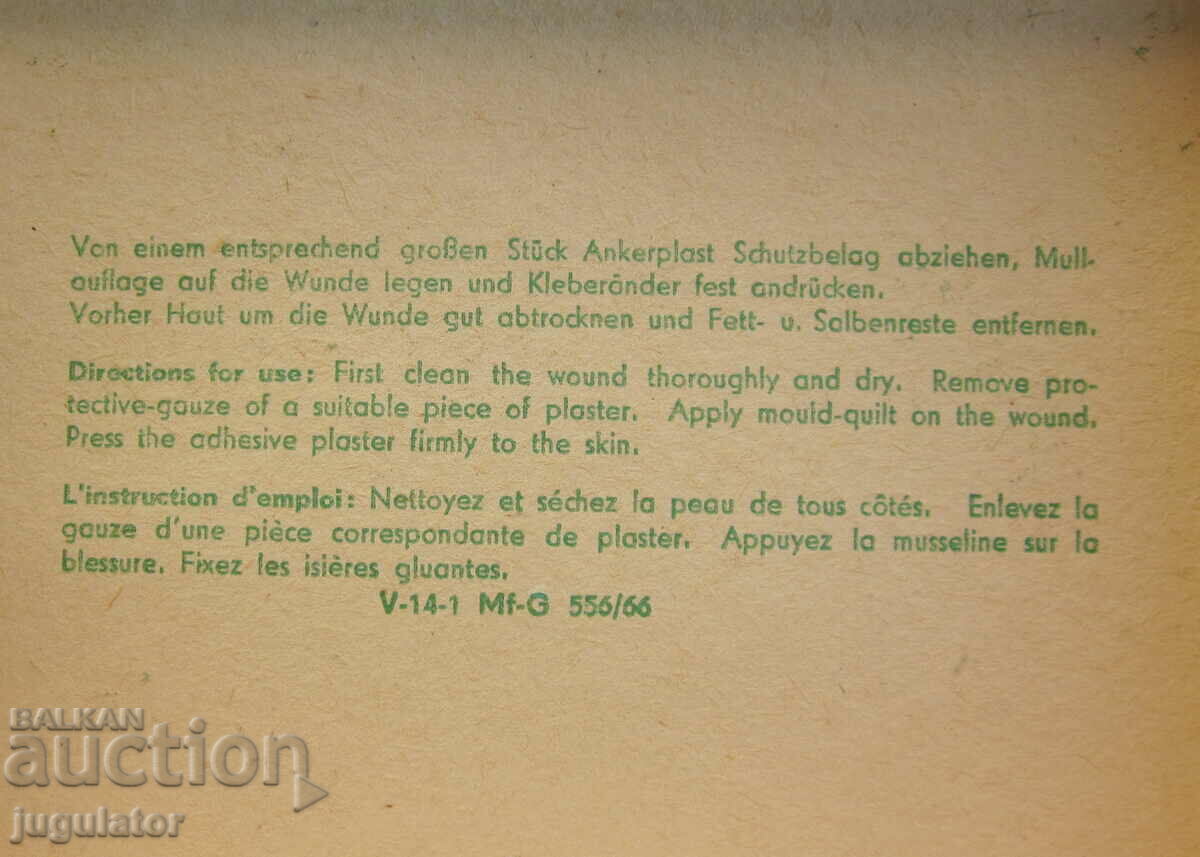 Von einem entsprechend großen Stück Ankerplast Schutzbelag abziehen, Mull-
auflage auf die Wunde legen und Kleberänder fest andrücken.
Vorher Haut um die Wunde gut abtrocknen und Fett- u. Salbenreste entfernen.
Directions for use: First clean the wound thoroughly and dry. Remove pro-
tective-gauze of a suitable piece of plaster. Apply mould-quilt on the wound.
Press the adhesive plaster firmly to the skin.
L'instruction d'emploi: Nettoyez et séchez la peau de tous côtés. Enlevez la
gauze d'une pièce correspondante de plaster. Appuyez la musseline sur la
blessure. Fixez les isières gluantes.
V-14-1 Mf-G 556/66
BALKAN
auction
jugulator